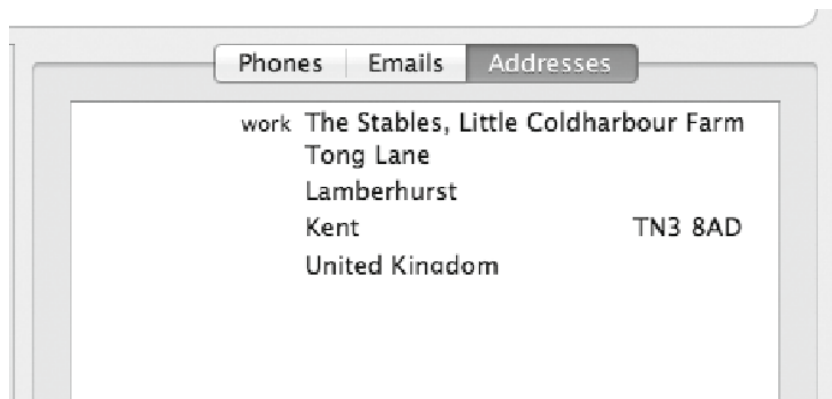 Phones Emails Addresses
work The Stables, Little Coldharbour Farm
Tong Lane
Lamberhurst
Kent TN3 8AD
United Kingdom